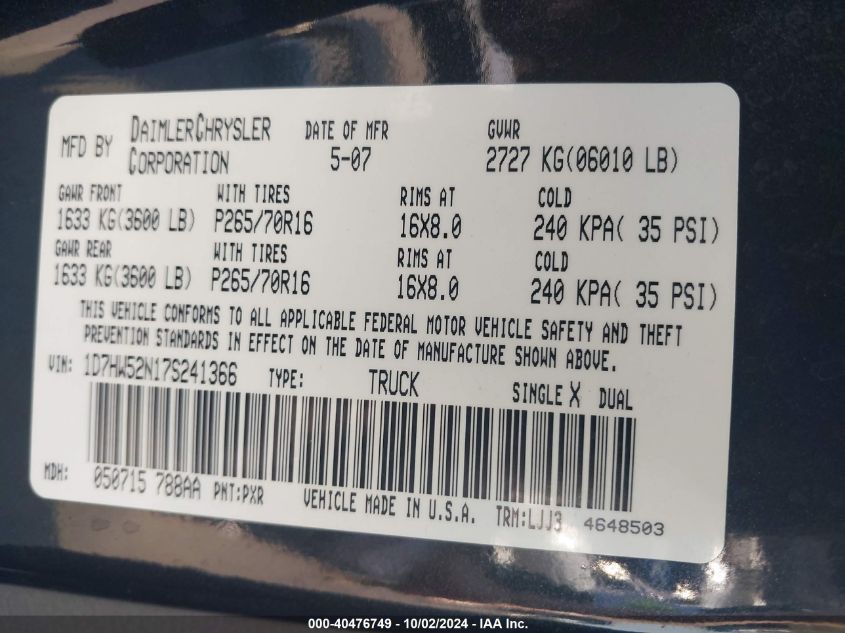 MFD BY DAIMLERCHRYSLER CORPORATION DATE OF MFR 5-07 GVWR 2727 KG(06010 LB)
GAWR FRONT WITH TIRES RIMS AT COLD
1633 KG(3600 LB) P265/70R16 16X8.0 240 KPA( 35 PSI)
GAWR REAR WITH TIRES RIMS AT COLD
1633 KG(3600 LB) P265/70R16 16X8.0 240 KPA( 35 PSI)
THIS VEHICLE CONFORMS TO ALL APPLICABLE FEDERAL MOTOR VEHICLE SAFETY AND THEFT
PREVENTION STANDARDS IN EFFECT ON THE DATE OF MANUFACTURE SHOWN ABOVE.
VIN: 1D7HW52N17S241366 TYPE: TRUCK SINGLE X DUAL
MDH: 050715 788AA PNT:PXR VEHICLE MADE IN U.S.A. TRM:LJJ3 4648503
000-40476749 - 10/02/2024 - IAA Inc.